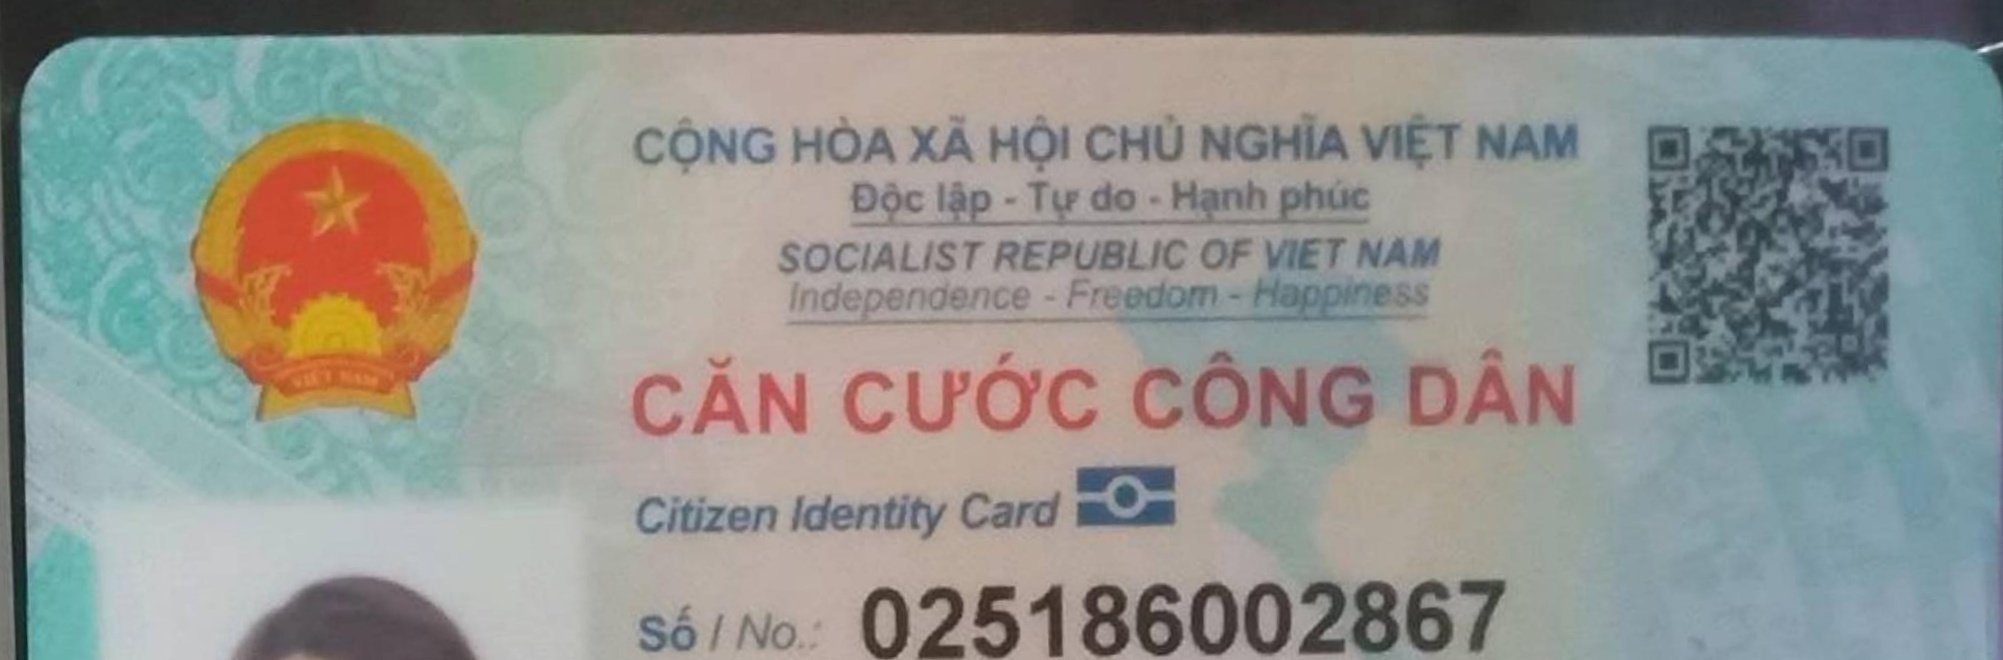 CỘNG HÒA XÃ HỘI CHỦ NGHĨA VIỆT NAM
Độc lập - Tự do - Hạnh phúc
SOCIALIST REPUBLIC OF VIET NAM
Independence - Freedom - Happiness
VIỆT NAM
CĂN CƯỚC CÔNG DÂN
Citizen Identity Card
Số / No.: 025186002867